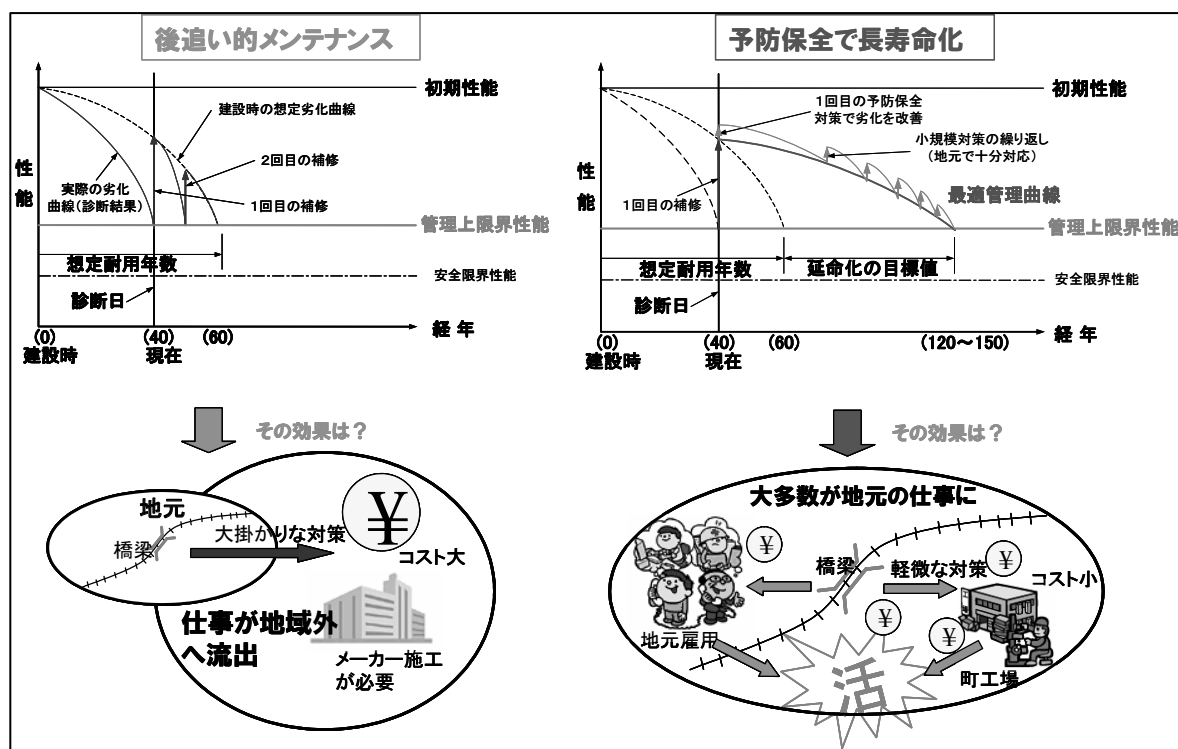 後追い的メンテナンス
初期性能
建設時の想定劣化曲線
性
能
2回目の補修
実際の劣化
曲線(診断結果)
1回目の補修
管理上限界性能
想定耐用年数
安全限界性能
診断日
(0)
(40)
(60)
経 年
建設時
現在
その効果は?
地元
橋梁
大掛かりな対策
¥
コスト大
仕事が地域外
へ流出
メーカー施工
が必要
予防保全で長寿命化
初期性能
1回目の予防保全
対策で劣化を改善
小規模対策の繰り返し
(地元で十分対応)
性
能
最適管理曲線
1回目の補修
管理上限界性能
想定耐用年数
延命化の目標値
安全限界性能
診断日
(0)
(40)
(60)
(120~150)
経 年
建設時
現在
その効果は?
大多数が地元の仕事に
¥
橋梁
軽微な対策
¥
コスト小
¥
¥
地元雇用
町工場
活